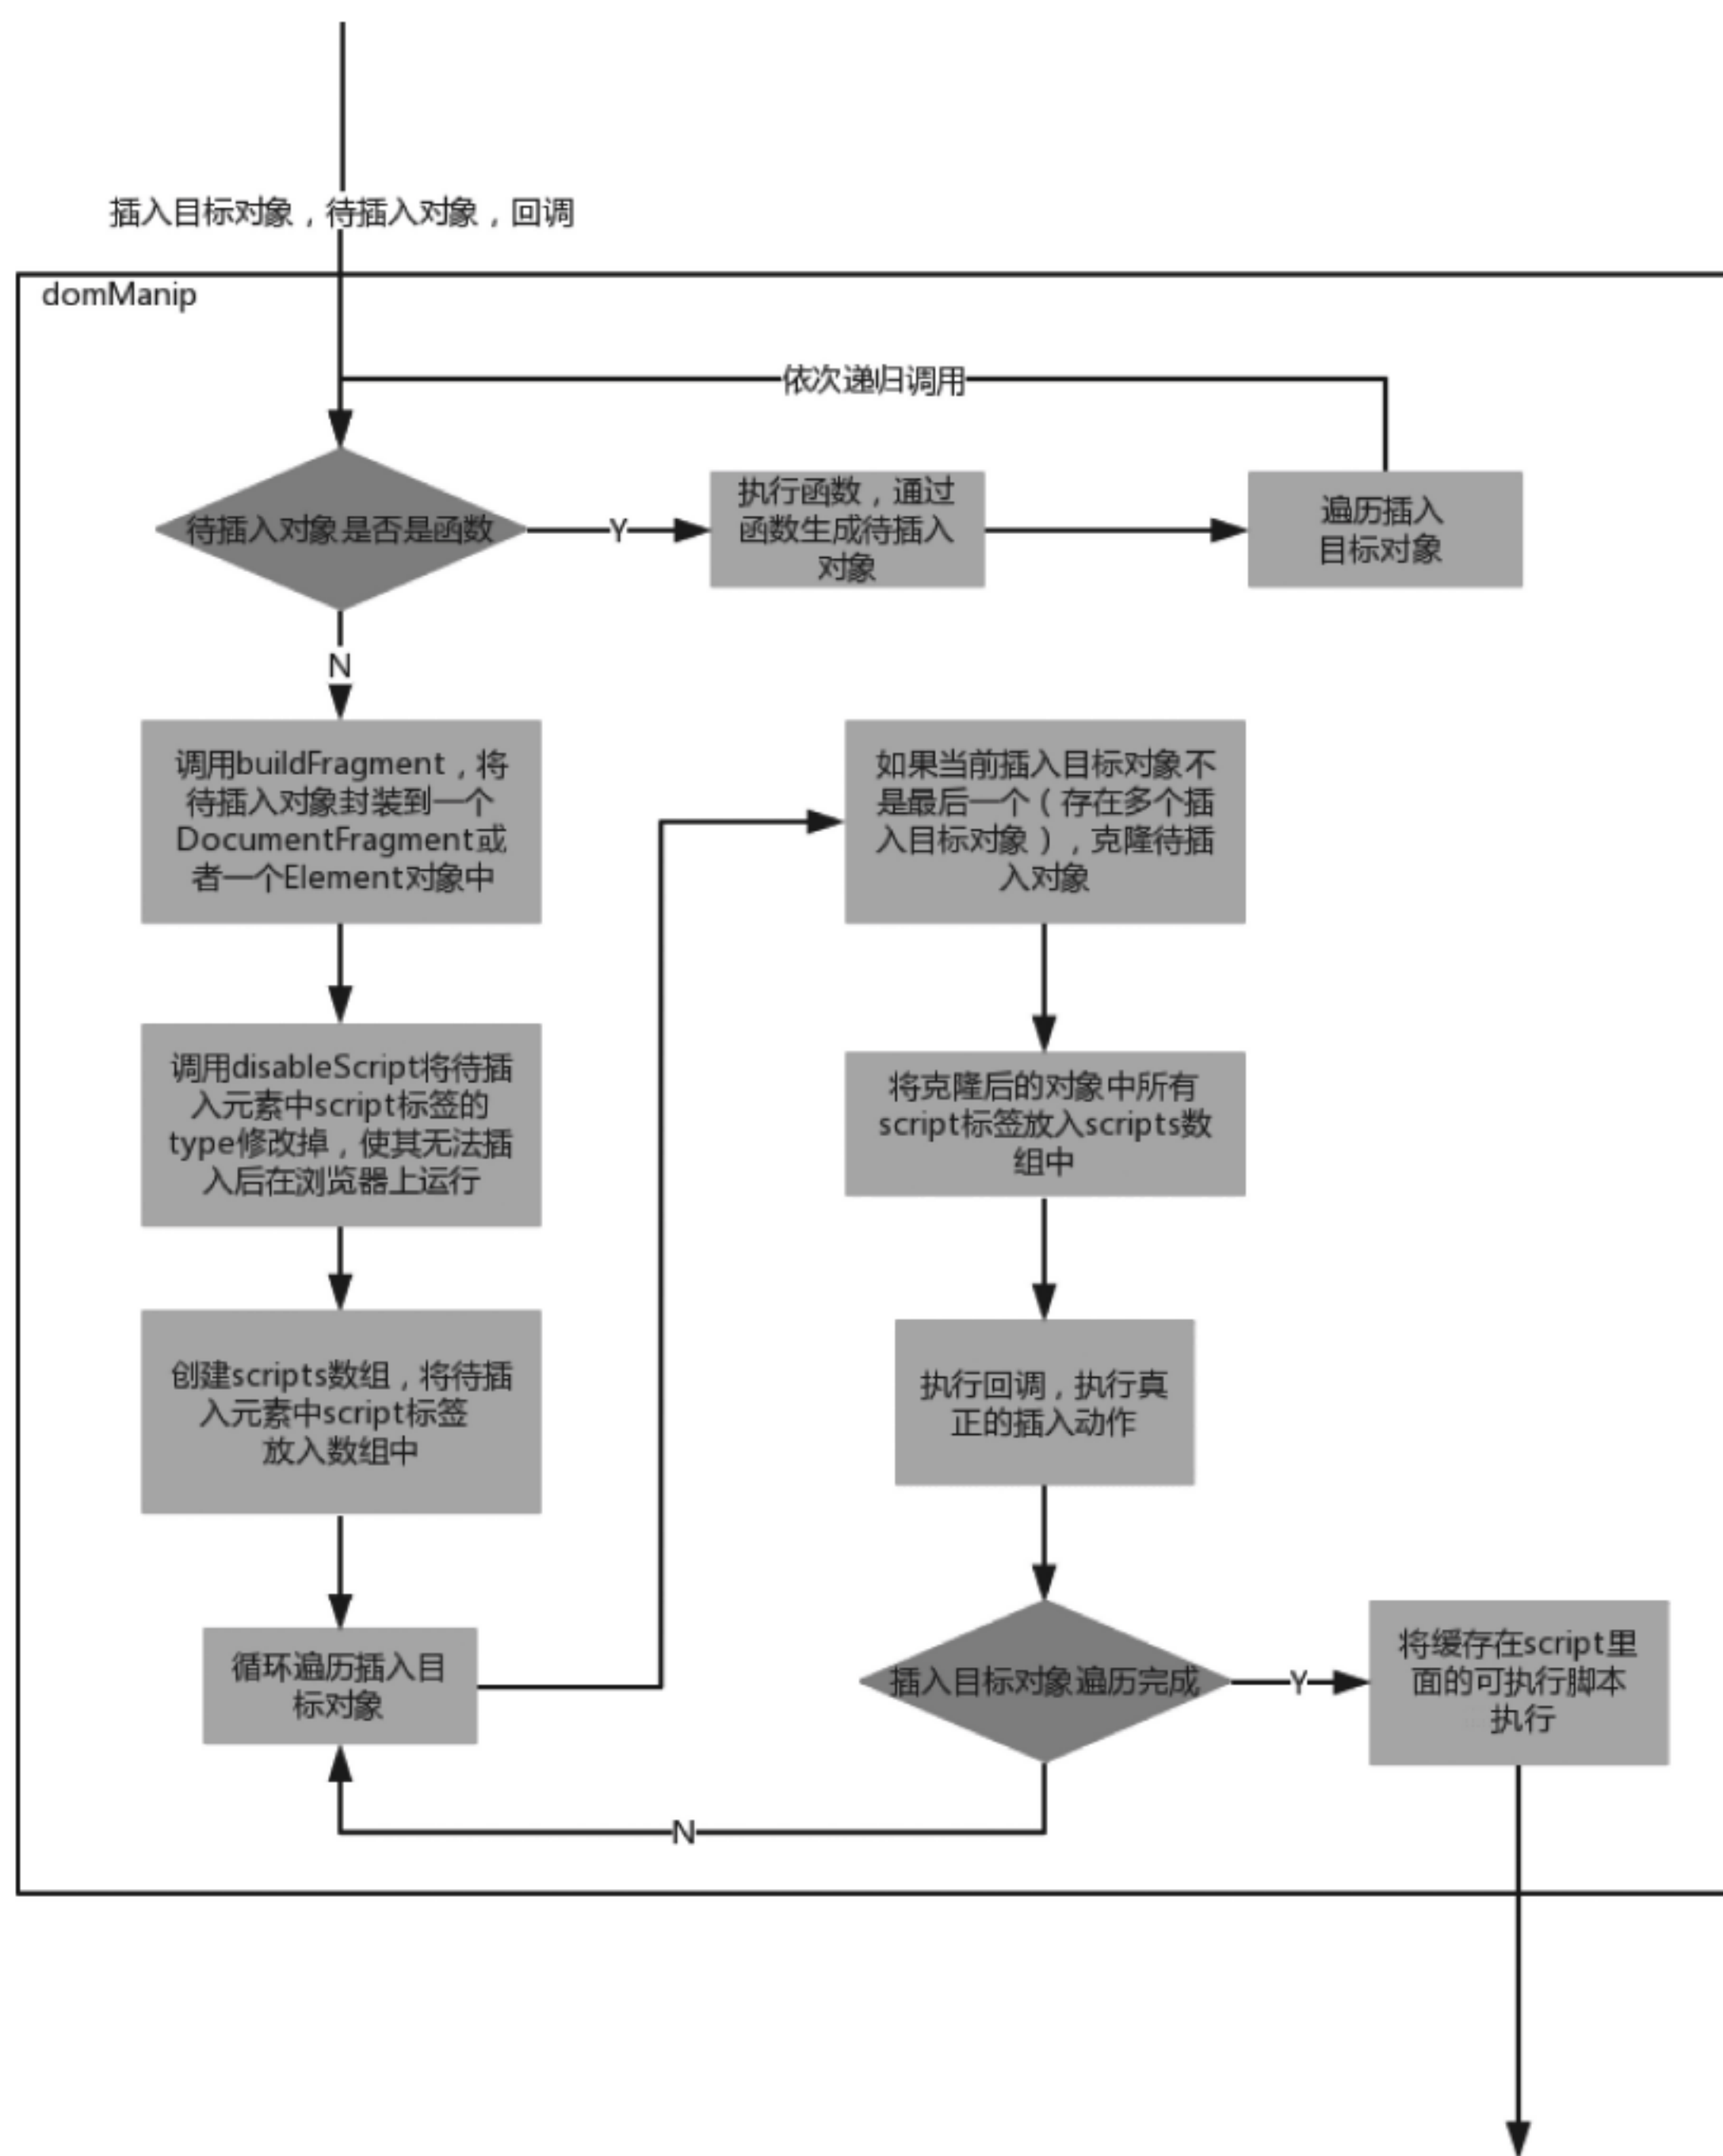 插入目标对象，待插入对象，回调
domManip
依次递归调用
待插入对象是否是函数
Y
执行函数，通过
函数生成待插入
对象
遍历插入
目标对象
N
调用buildFragment，将
待插入对象封装到一个
DocumentFragment或
者一个Element对象中
调用disableScript将待插
入元素中script标签的
type修改掉，使其无法插
入后在浏览器上运行
创建scripts数组，将待插
入元素中script标签
放入数组中
循环遍历插入目
标对象
如果当前插入目标对象不
是最后一个（存在多个插
入目标对象），克隆待插
入对象
将克隆后的对象中所有
script标签放入scripts数
组中
执行回调，执行真
正的插入动作
插入目标对象遍历完成
Y
将缓存在script里
面的可执行脚本
执行
N